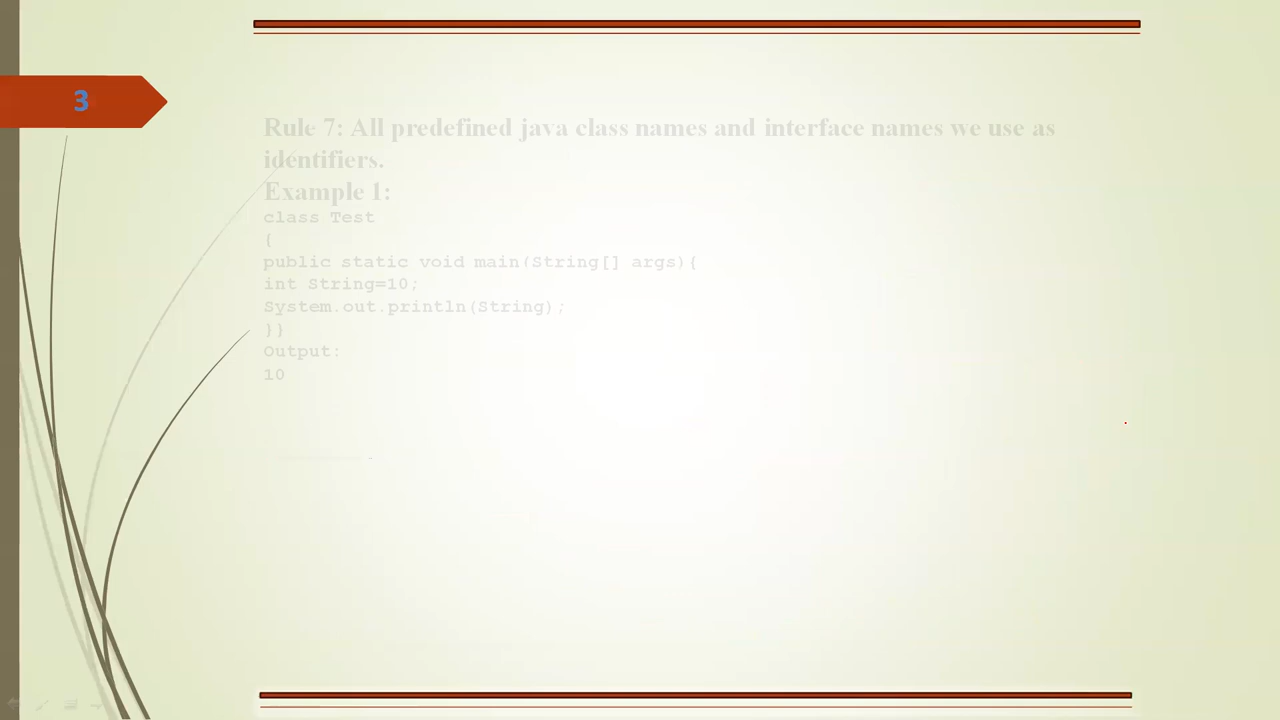 3
Rule 7: All predefined java class names and interface names we use as
identifiers.
Example 1:
class Test
{
public static void main(String[] args){
int String=10;
System.out.println(String);
}}
Output:
10